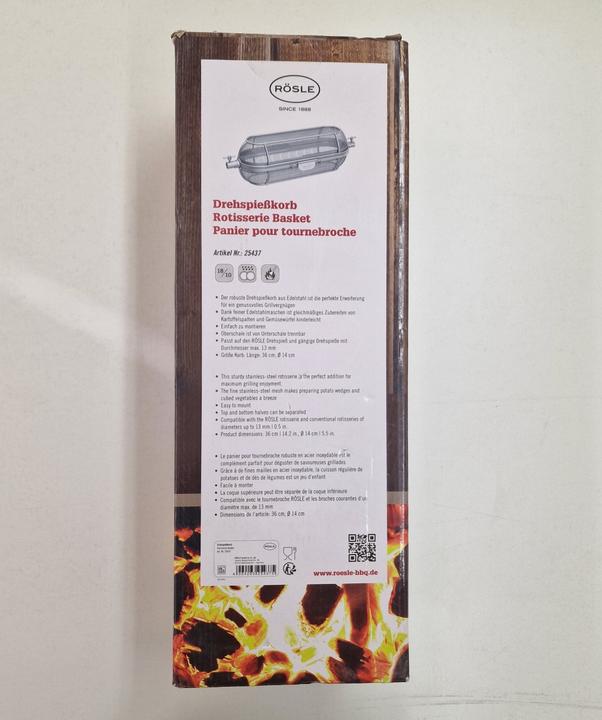 RÖSLE
SINCE 1888
Drehspießkorb
Rotisserie Basket
Panier pour tournebroche
Artikel Nr.: 25437
18/10
• Der robuste Drehspießkorb aus Edelstahl ist die perfekte Erweiterung
für ein genussvolles Grillvergnügen
• Dank feiner Edelstahlmaschen ist gleichmäßiges Zubereiten von
Kartoffelspalten und Gemüsewürfel kinderleicht
• Einfach zu montieren
• Oberschale ist von Unterschale trennbar
• Passt auf den RÖSLE Drehspieß und gängige Drehspieße mit
Durchmesser max. 13 mm
• Größe Korb: Länge: 36 cm, Ø 14 cm
• This sturdy stainless-steel rotisserie is the perfect addition for
maximum grilling enjoyment
• The fine stainless-steel mesh makes preparing potato wedges and
cubed vegetables a breeze
• Easy to mount
• Top and bottom halves can be separated
• Compatible with the RÖSLE rotisserie and conventional rotisseries of
diameters up to 13 mm | 0.5 in.
• Product dimensions: 36 cm | 14.2 in., Ø 14 cm | 5.5 in.
• Le panier pour tournebroche robuste en acier inoxydable est le
complément parfait pour déguster de savoureuses grillades
• Grâce à de fines mailles en acier inoxydable, la cuisson régulière de
potatoes et de dés de légumes est un jeu d'enfant
• Facile à monter
• La coque supérieure peut être séparée de la coque inférieure
• Compatible avec le tournebroche RÖSLE et les broches courantes d'un
diamètre max. de 13 mm
• Dimensions de l'article: 36 cm, Ø 14 cm
RÖSLE
www.roesle-bbq.de